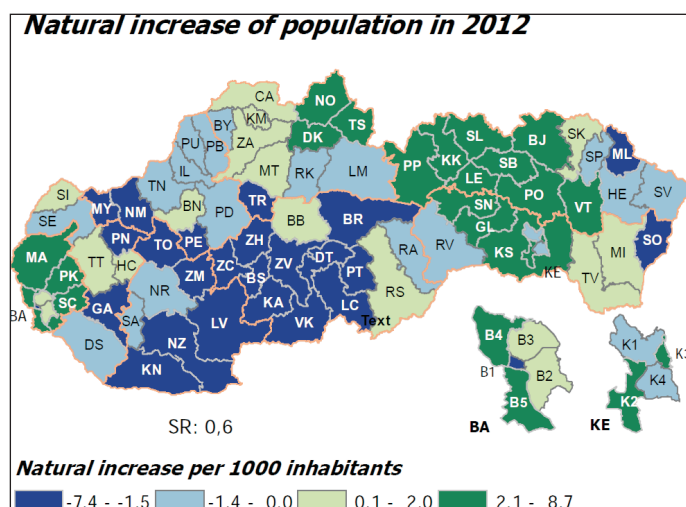 Natural increase of population in 2012
CA
NO
KM
TS
BY
DK
SL
BJ
SK
PU
PB
ZA
PP
KK
SB
SP
ML
IL
MT
RK
LM
LE
TN
PO
HE
SV
SI
BN
PD
TR
SN
VT
MY
NM
BB
BR
GL
SE
PN
TO
PE
ZH
RA
RV
SO
MA
TT
HC
ZC
ZV
DT
KS
KE
MI
PK
ZM
BS
PT
TV
SC
NR
KA
RS
BA
GA
LC
SA
LV
VK
Text
DS
NZ
B4
B3
K1
K3
KN
B1
B2
K4
B5
K2
SR: 0,6
BA
KE
Natural increase per 1000 inhabitants
-7.4 - -1.5
-1.4 - 0.0
0.1 - 2.0
2.1 - 8.7